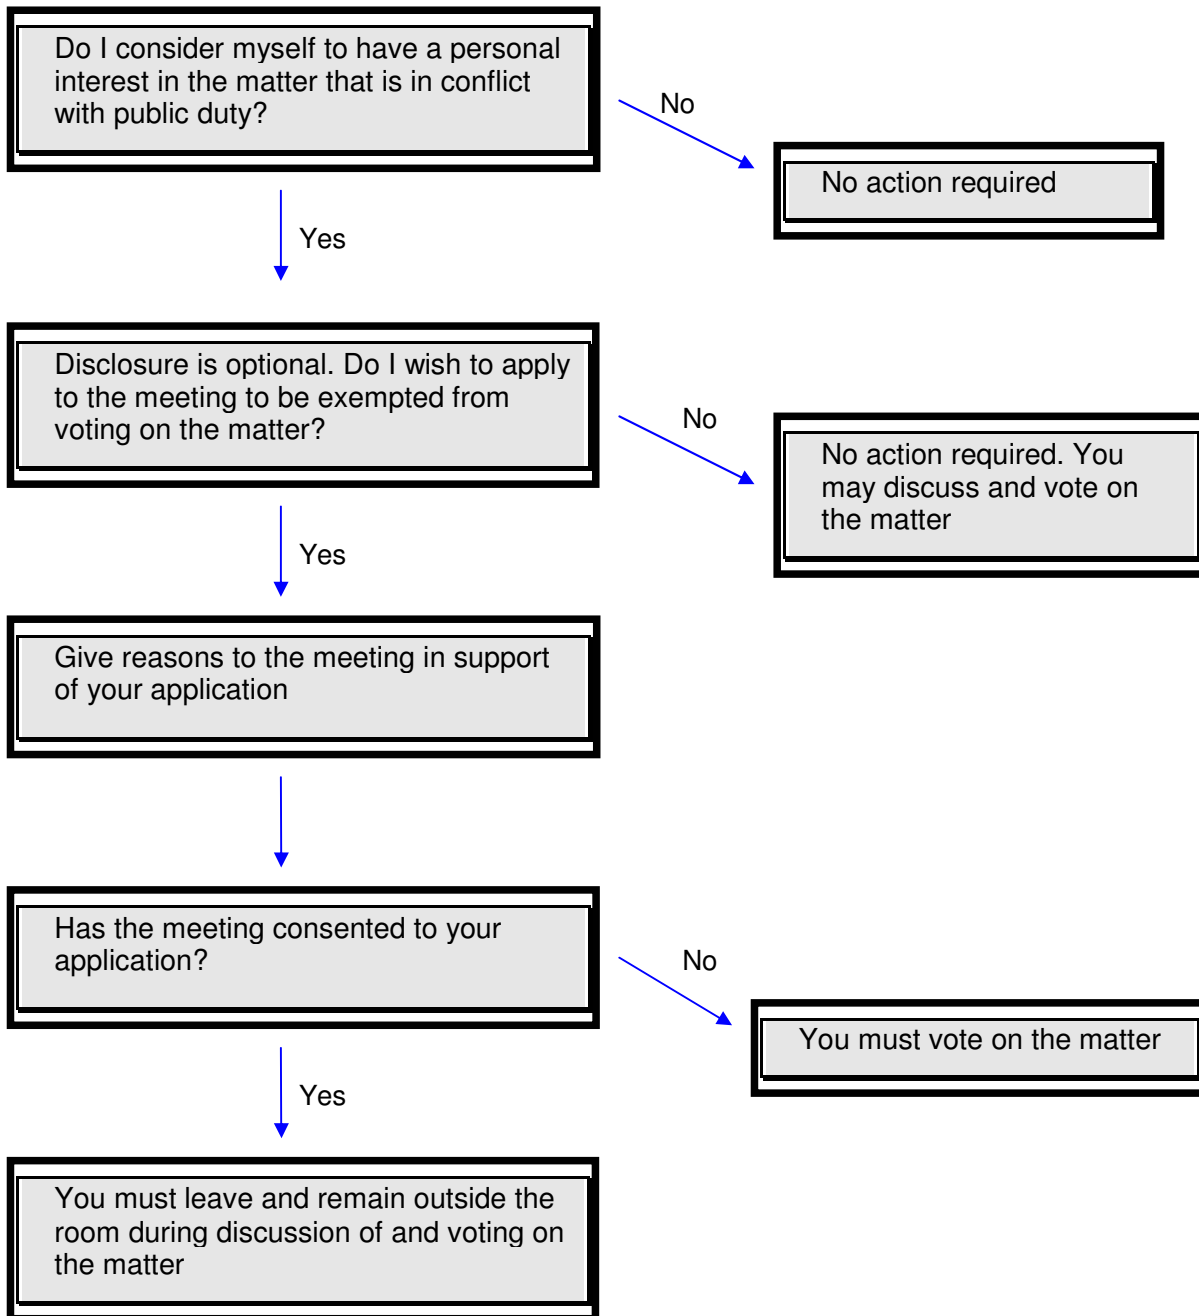 Do I consider myself to have a personal
interest in the matter that is in conflict
with public duty?
No
No action required
Yes
Disclosure is optional. Do I wish to apply
to the meeting to be exempted from
voting on the matter?
No
No action required. You
may discuss and vote on
the matter
Yes
Give reasons to the meeting in support
of your application
Has the meeting consented to your
application?
No
You must vote on the matter
Yes
You must leave and remain outside the
room during discussion of and voting on
the matter